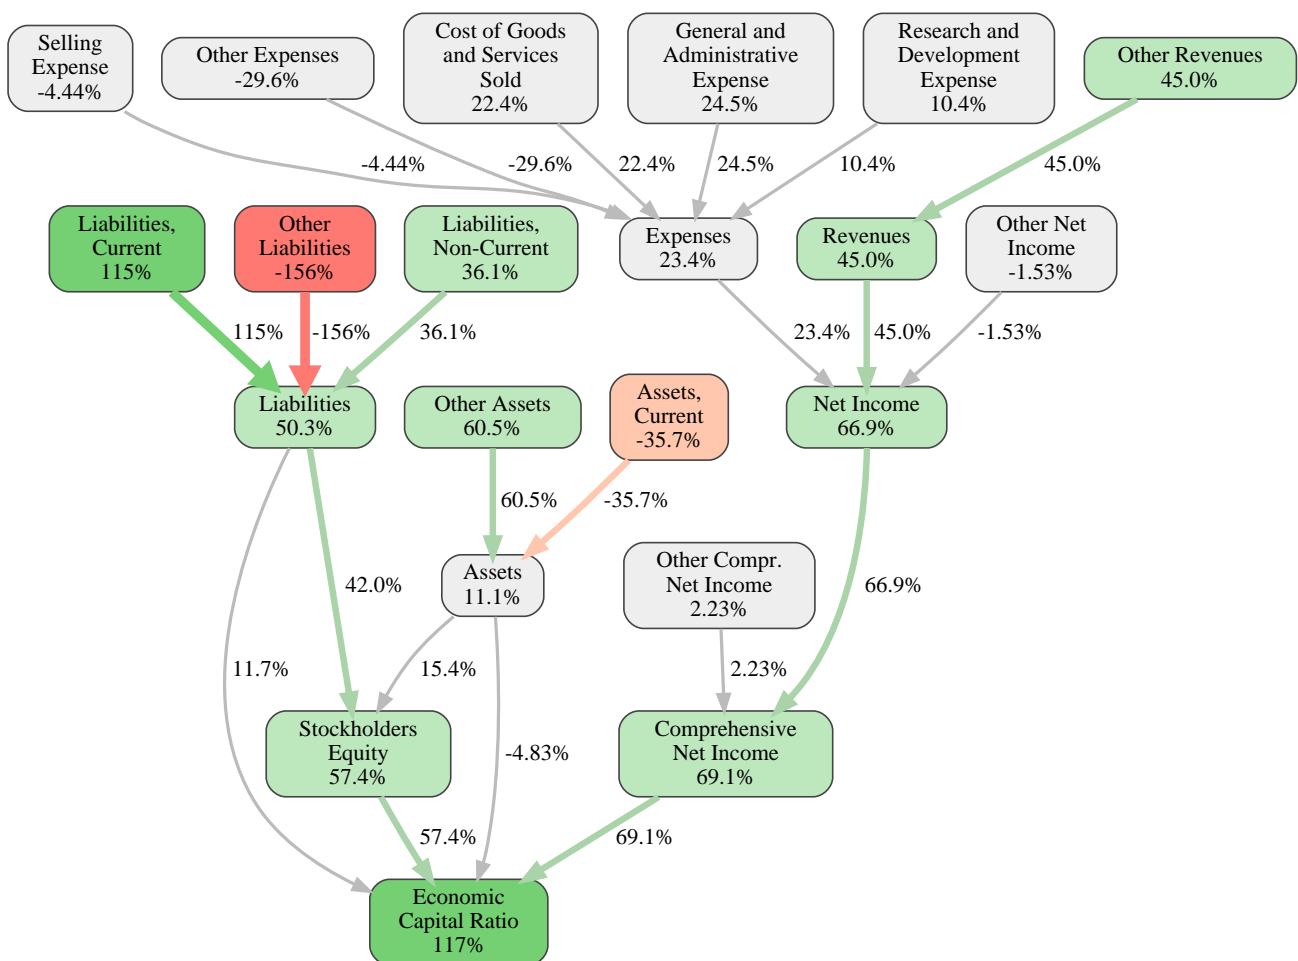 Selling
Expense
-4.44%
Other Expenses
-29.6%
Cost of Goods
and Services
Sold
22.4%
General and
Administrative
Expense
24.5%
Research and
Development
Expense
10.4%
Other Revenues
45.0%
-4.44%
-29.6%
22.4%
24.5%
10.4%
45.0%
Liabilities,
Current
115%
Other
Liabilities
-156%
Liabilities,
Non-Current
36.1%
Expenses
23.4%
Revenues
45.0%
Other Net
Income
-1.53%
115%
-156%
36.1%
23.4%
45.0%
-1.53%
Liabilities
50.3%
Other Assets
60.5%
Assets,
Current
-35.7%
Net Income
66.9%
60.5%
-35.7%
Assets
11.1%
Other Compr.
Net Income
2.23%
42.0%
66.9%
11.7%
15.4%
2.23%
Stockholders
Equity
57.4%
-4.83%
Comprehensive
Net Income
69.1%
57.4%
69.1%
Economic
Capital Ratio
117%